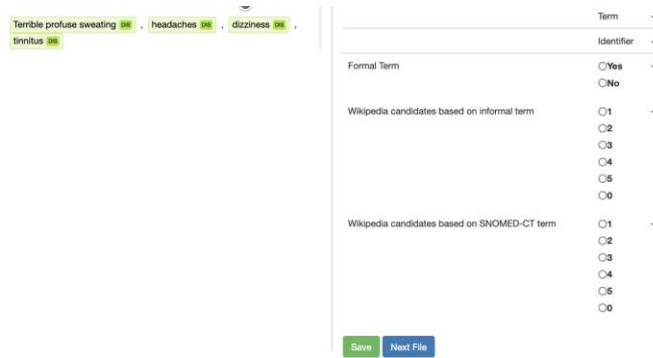 Terrible profuse sweating DIS , headaches DIS , dizziness DIS ,
tinnitus DIS
Term
Identifier
Formal Term
Yes
No
Wikipedia candidates based on informal term
1
2
3
4
5
0
Wikipedia candidates based on SNOMED-CT term
1
2
3
4
5
0
Save Next File